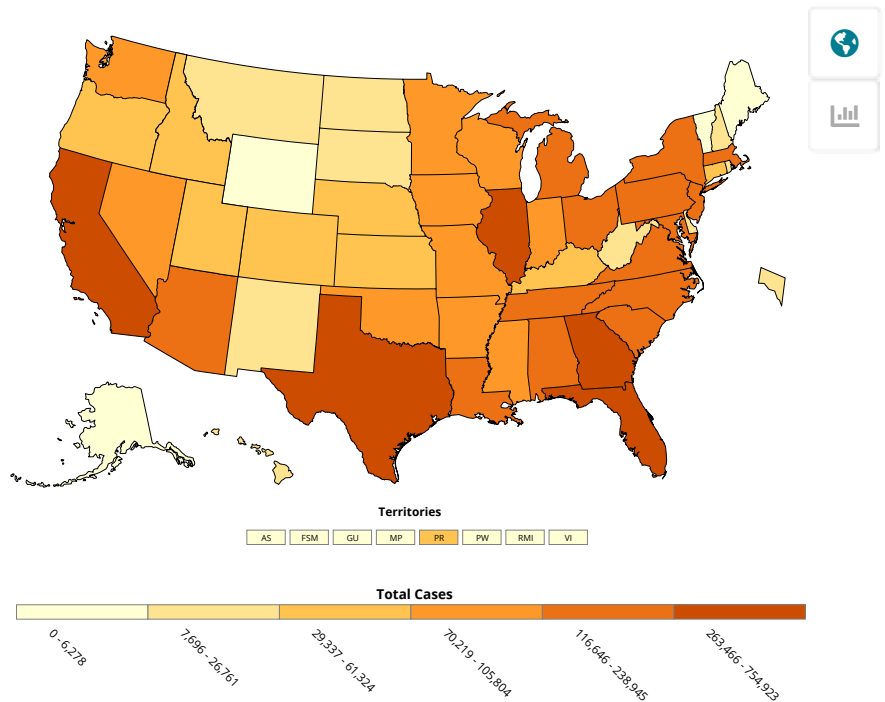 Territories
AS FSM GU MP PR PW RMI VI
Total Cases
0 - 6,278
7,696 - 26,761
29,337 - 61,324
70,219 - 105,804
116,646 - 238,945
263,466 - 754,923